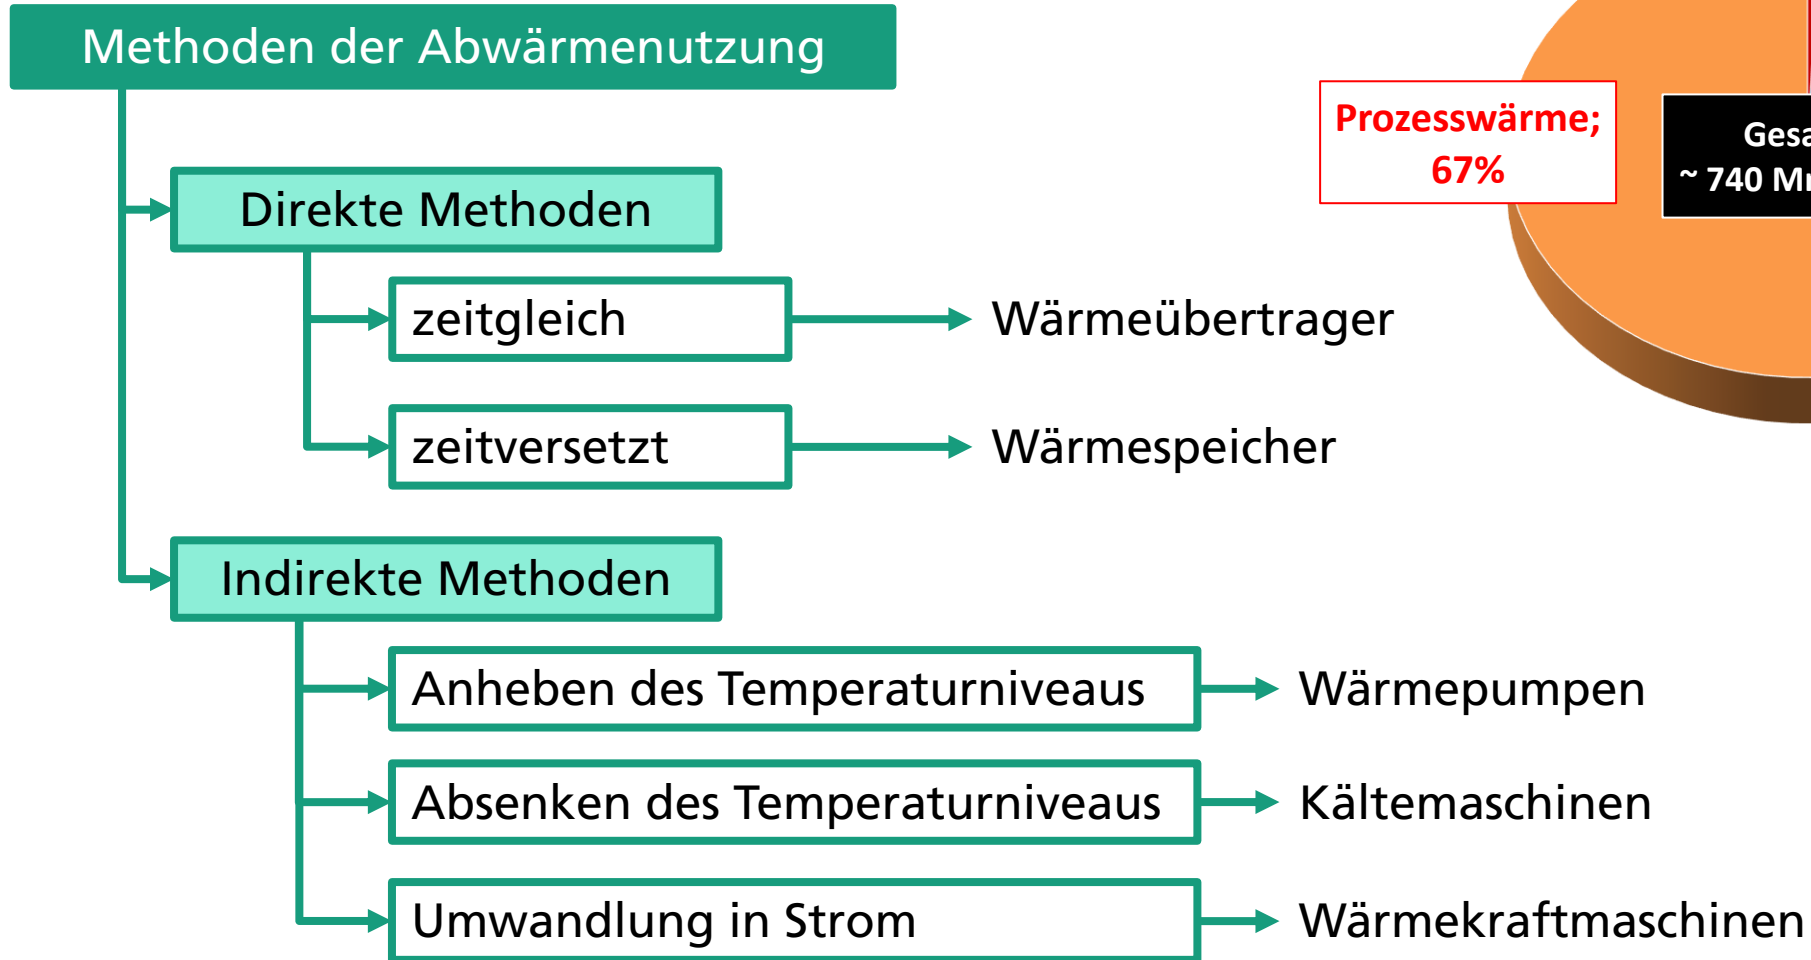 Methoden der Abwärmenutzung
Direkte Methoden
zeitgleich
Wärmeübertrager
zeitversetzt
Wärmespeicher
Indirekte Methoden
Anheben des Temperaturniveaus
Wärmepumpen
Absenken des Temperaturniveaus
Kältemaschinen
Umwandlung in Strom
Wärmekraftmaschinen
Prozesswärme;
67%
~ 740